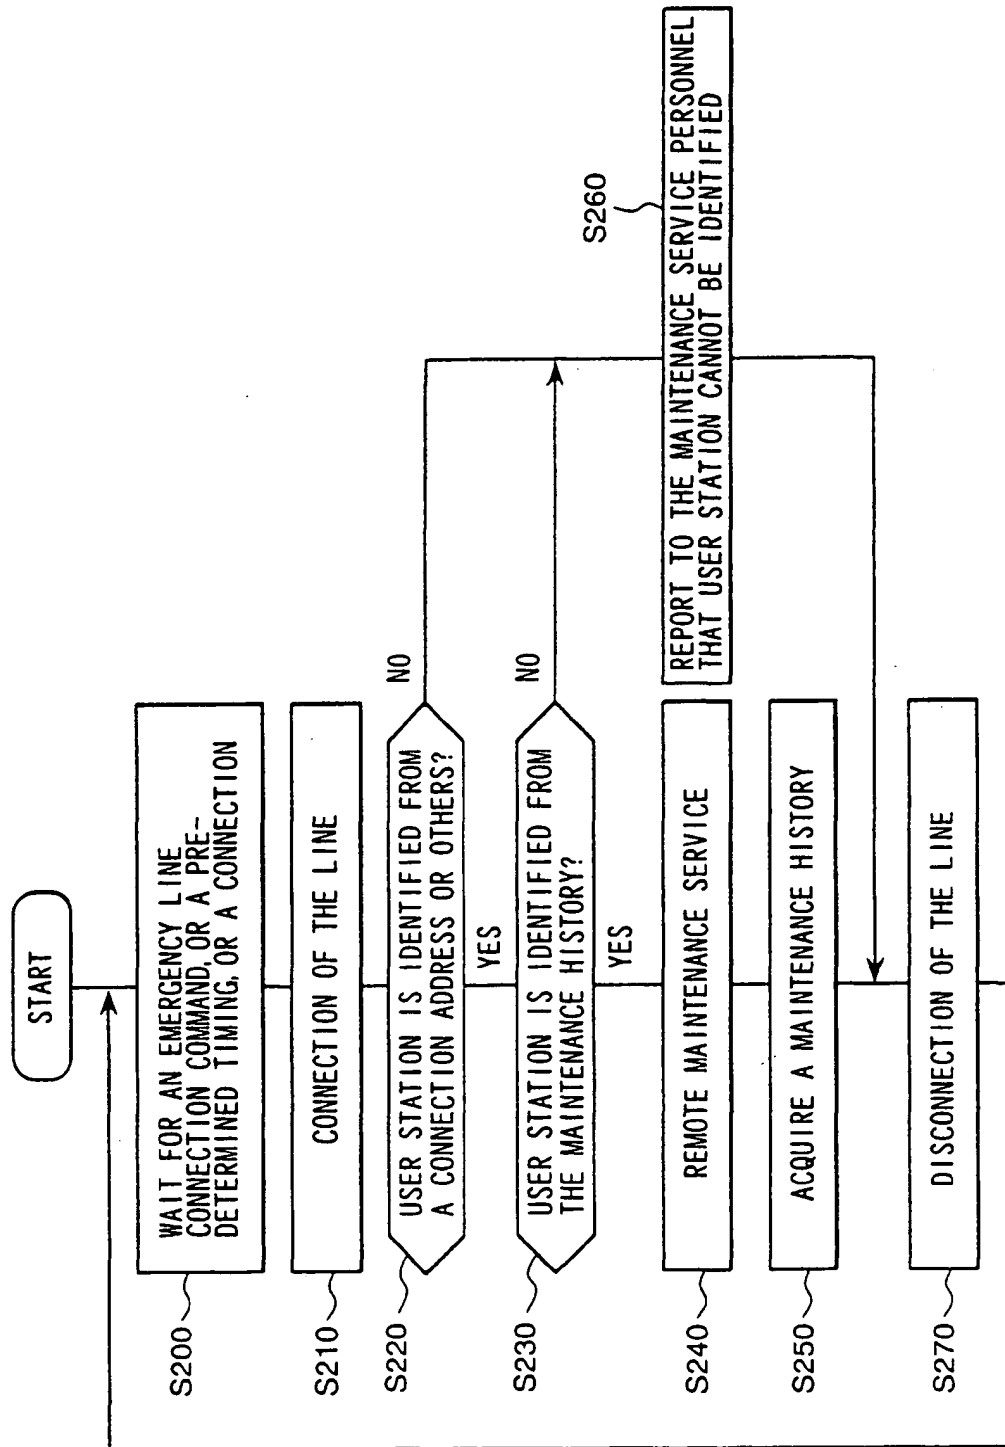 START
S200
WAIT FOR AN EMERGENCY LINE
CONNECTION COMMAND, OR A PRE-
DETERMINED TIMING, OR A CONNECTION
S210
CONNECTION OF THE LINE
S220
USER STATION IS IDENTIFIED FROM
A CONNECTION ADDRESS OR OTHERS?
NO
YES
S230
USER STATION IS IDENTIFIED FROM
THE MAINTENANCE HISTORY?
NO
YES
S240
REMOTE MAINTENANCE SERVICE
S260
REPORT TO THE MAINTENANCE SERVICE PERSONNEL
THAT USER STATION CANNOT BE IDENTIFIED
S250
ACQUIRE A MAINTENANCE HISTORY
S270
DISCONNECTION OF THE LINE